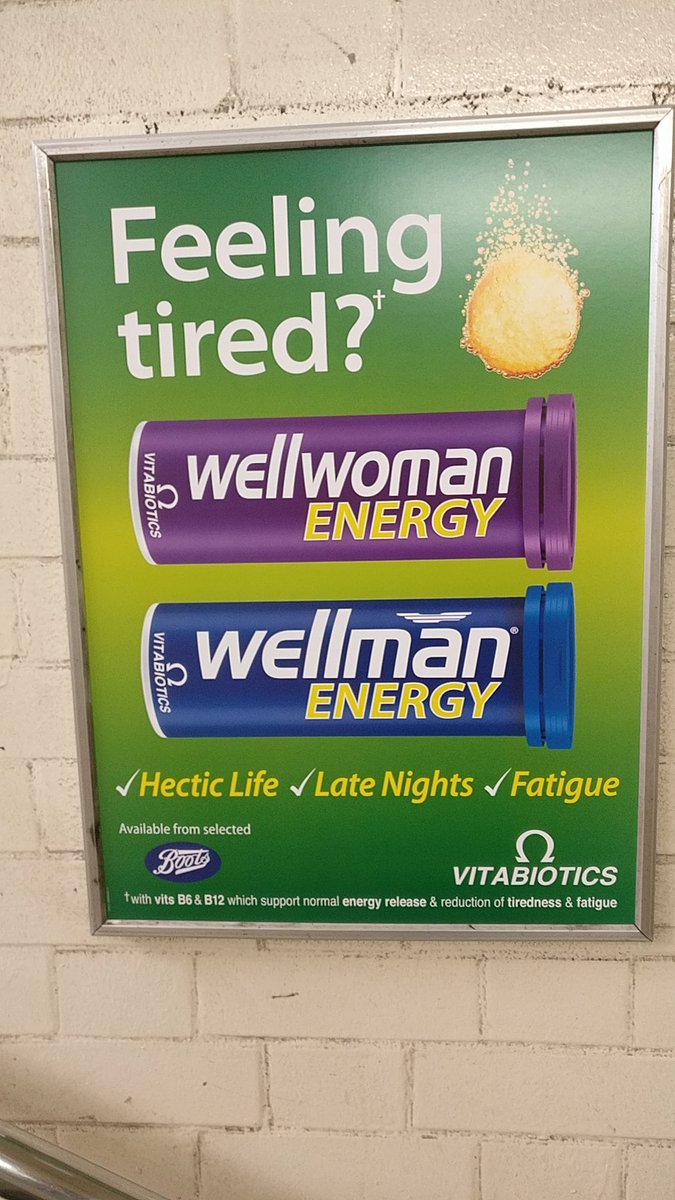 Feeling
tired?†
VITABIOTICS
wellwoman
ENERGY
VITABIOTICS
wellman®
ENERGY
✓Hectic Life ✓Late Nights ✓Fatigue
Available from selected
Boots
VITABIOTICS
†with vits B6 & B12 which support normal energy release & reduction of tiredness & fatigue